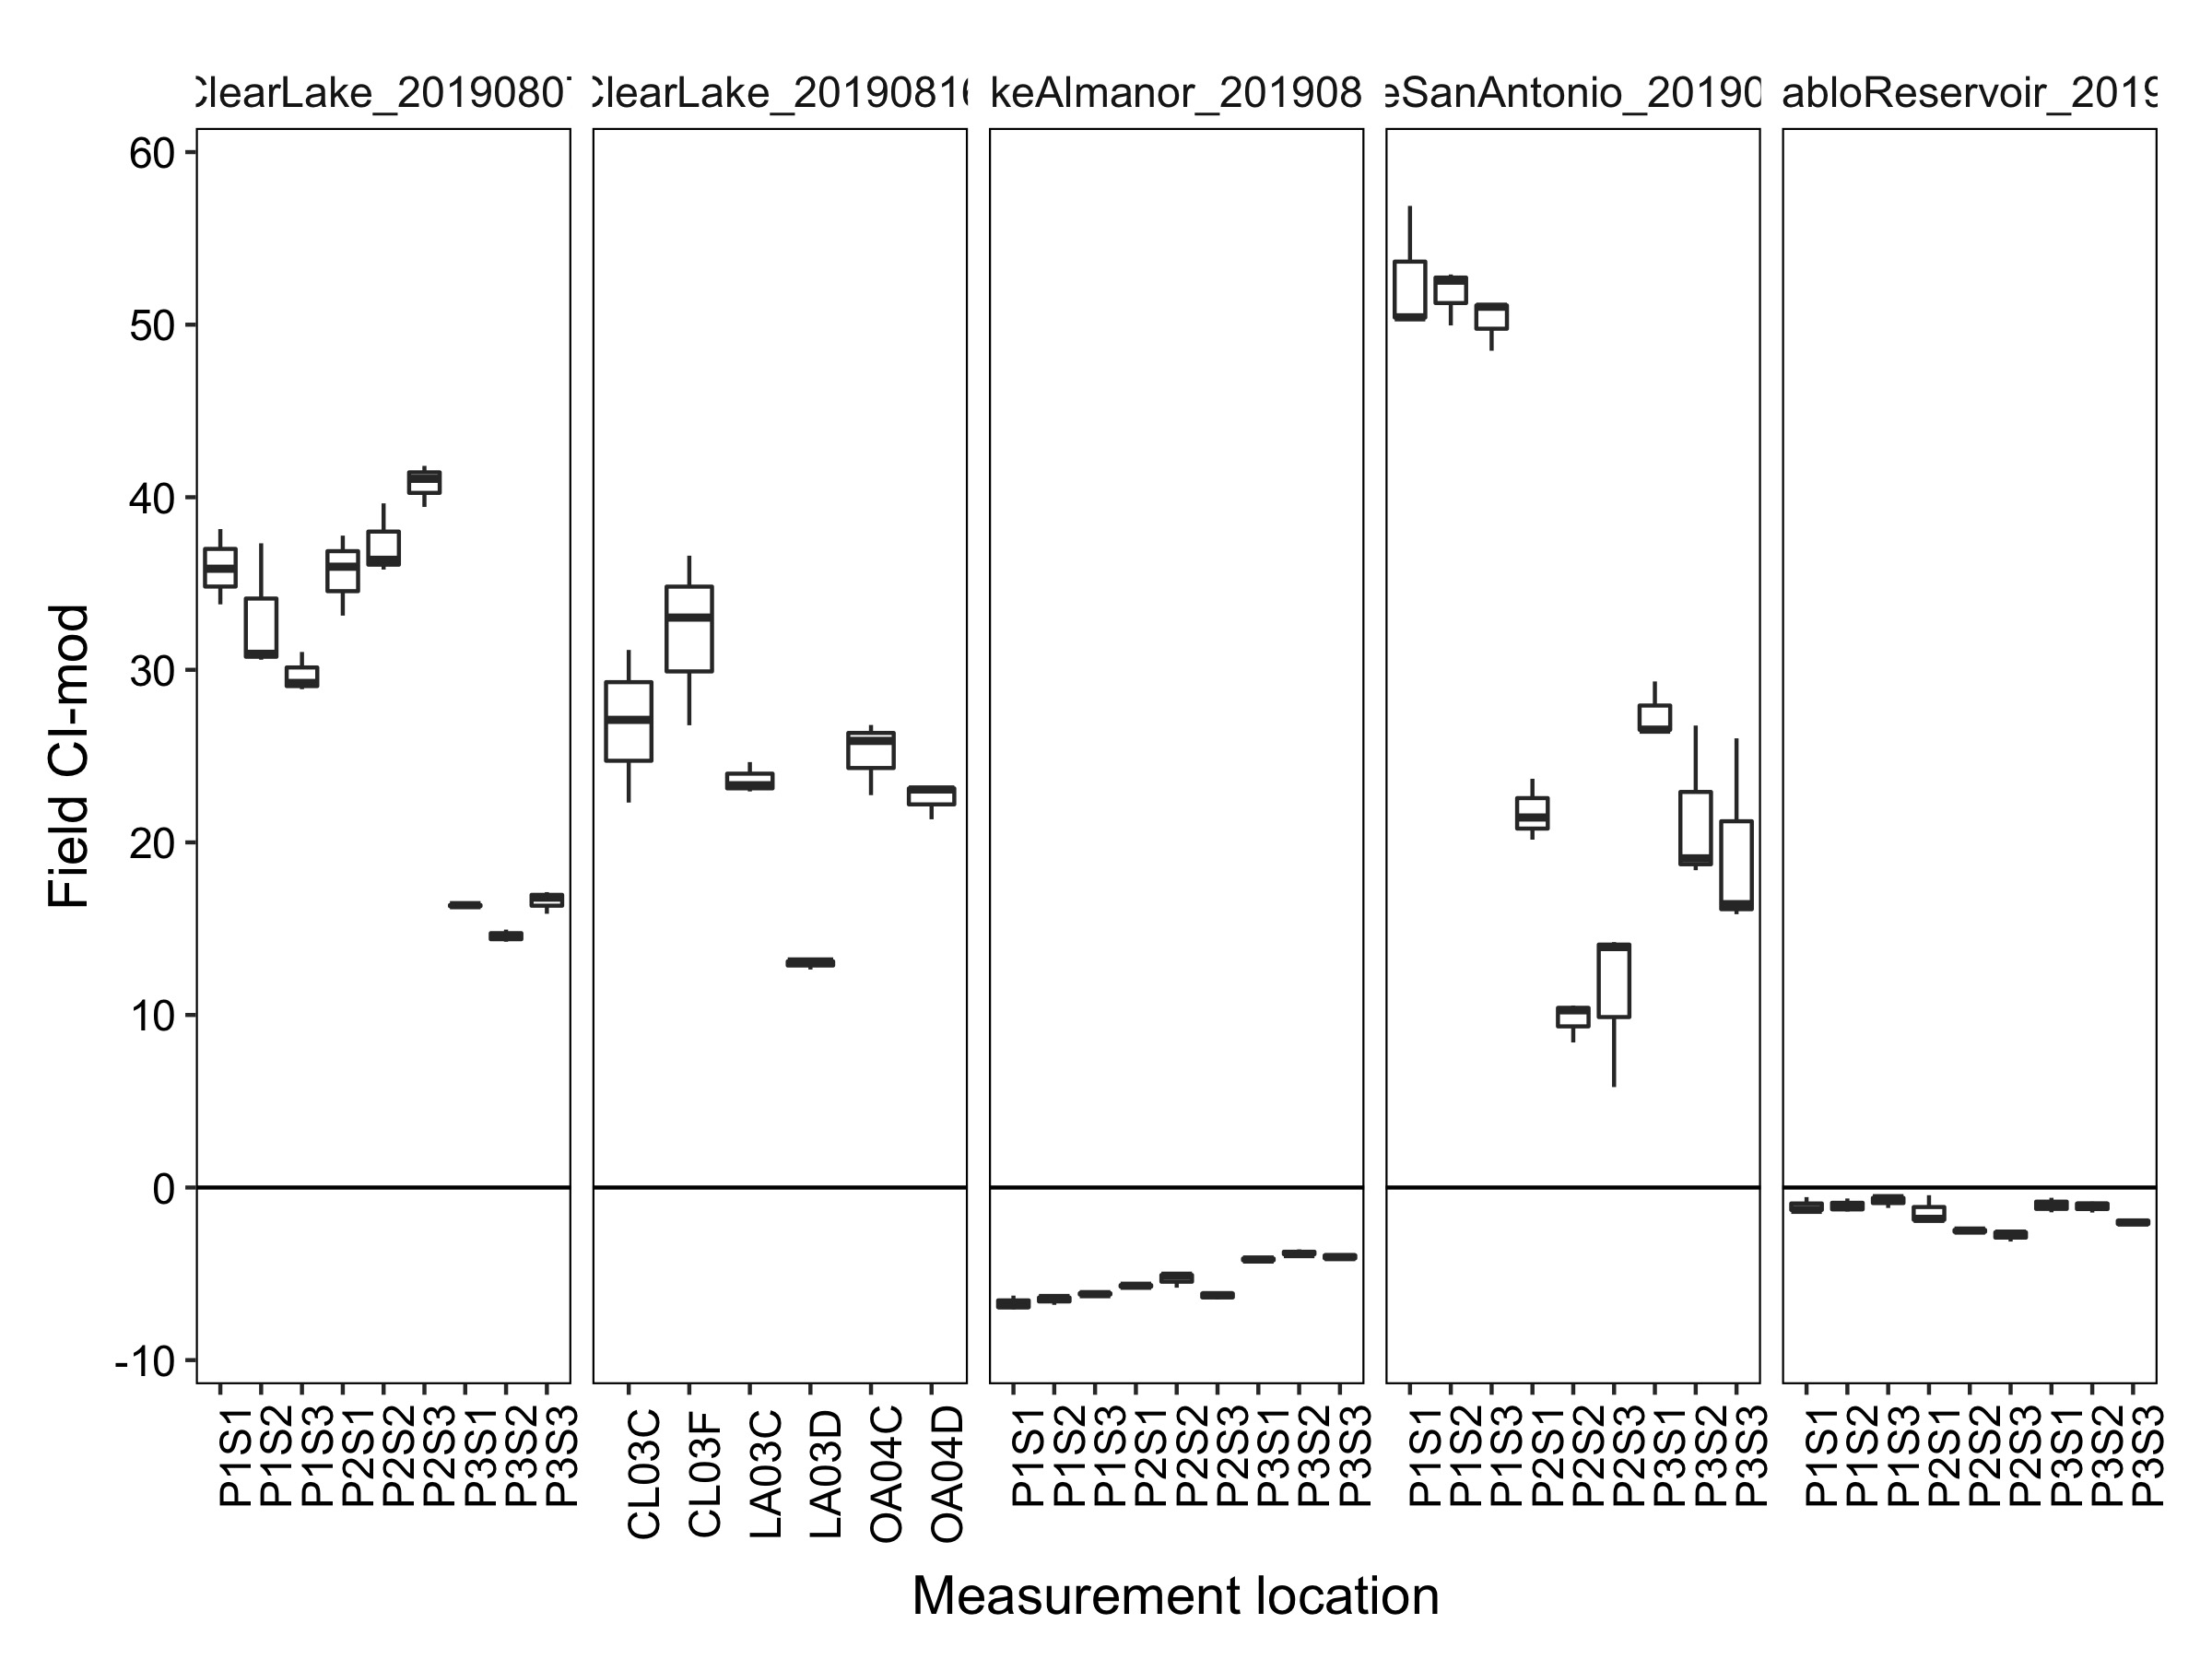 ClearLake_2019080
ClearLake_20190816
keAlmanor_201908
eSanAntonio_20190
abloReservoir_2019
60
50
40
30
20
10
0
-10
Field CI-mod
P1S1 P1S2 P1S3 P2S1 P2S2 P2S3 P3S1 P3S2 P3S3
CL03C CL03F LA03C LA03D OA04C OA04D
P1S1 P1S2 P1S3 P2S1 P2S2 P2S3 P3S1 P3S2 P3S3
P1S1 P1S2 P1S3 P2S1 P2S2 P2S3 P3S1 P3S2 P3S3
P1S1 P1S2 P1S3 P2S1 P2S2 P2S3 P3S1 P3S2 P3S3
Measurement location